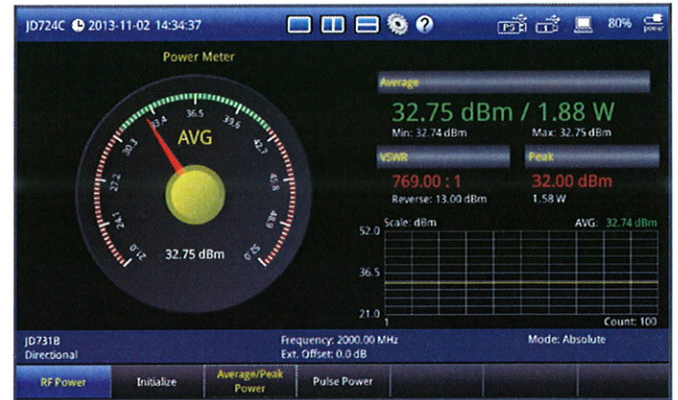 JD724C 2013-11-02 14:34:37
PS 1 80% power
Power Meter
21.0 24.1 27.2 30.3 33.4 36.5 39.6 42.7 45.8 48.9 52.0
AVG
32.75 dBm
Average
32.75 dBm / 1.88 W
Min: 32.74 dBm Max: 32.75 dBm
VSWR Peak
769.00 : 1 32.00 dBm
Reverse: 13.00 dBm 1.58 W
Scale: dBm AVG: 32.74 dBm
52.0
36.5
21.0
1 Count: 100
JD731B Frequency: 2000.00 MHz Mode: Absolute
Directional Ext. Offset: 0.0 dB
RF Power Initialize Average/Peak Power Pulse Power